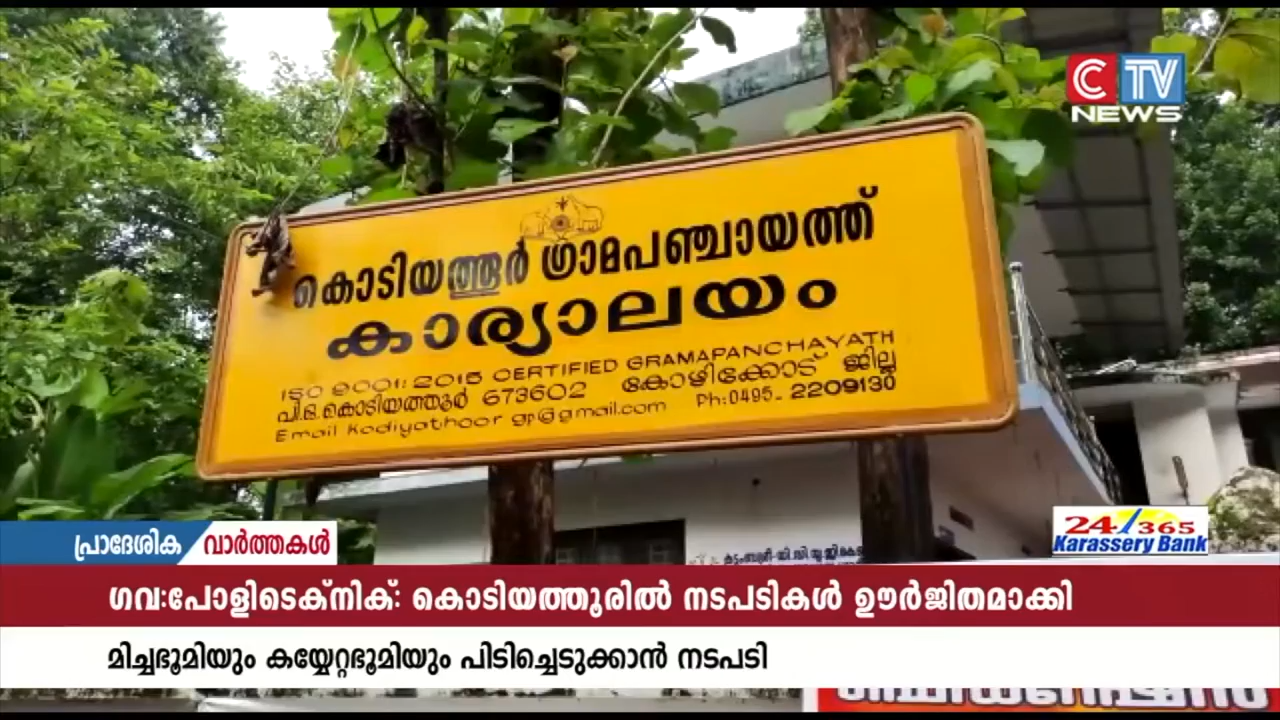 CTV
NEWS
കൊടിയത്തൂർ ഗ്രാമപഞ്ചായത്ത്
കാര്യാലയം
ISO 9001:2015 CERTIFIED GRAMAPANCHAYATH
പി.ഒ.കൊടിയത്തൂർ 673602 കോഴിക്കോട് ജില്ല
Email Kodiyathoor gp@gmail.com Ph:0495-2209130
24/365
Karassery Bank
പ്രാദേശിക വാർത്തകൾ
ഗവ:പോളിടെക്നിക്: കൊടിയത്തൂരിൽ നടപടികൾ ഊർജിതമാക്കി
മിച്ചഭൂമിയും കയ്യേറ്റഭൂമിയും പിടിച്ചെടുക്കാൻ നടപടി